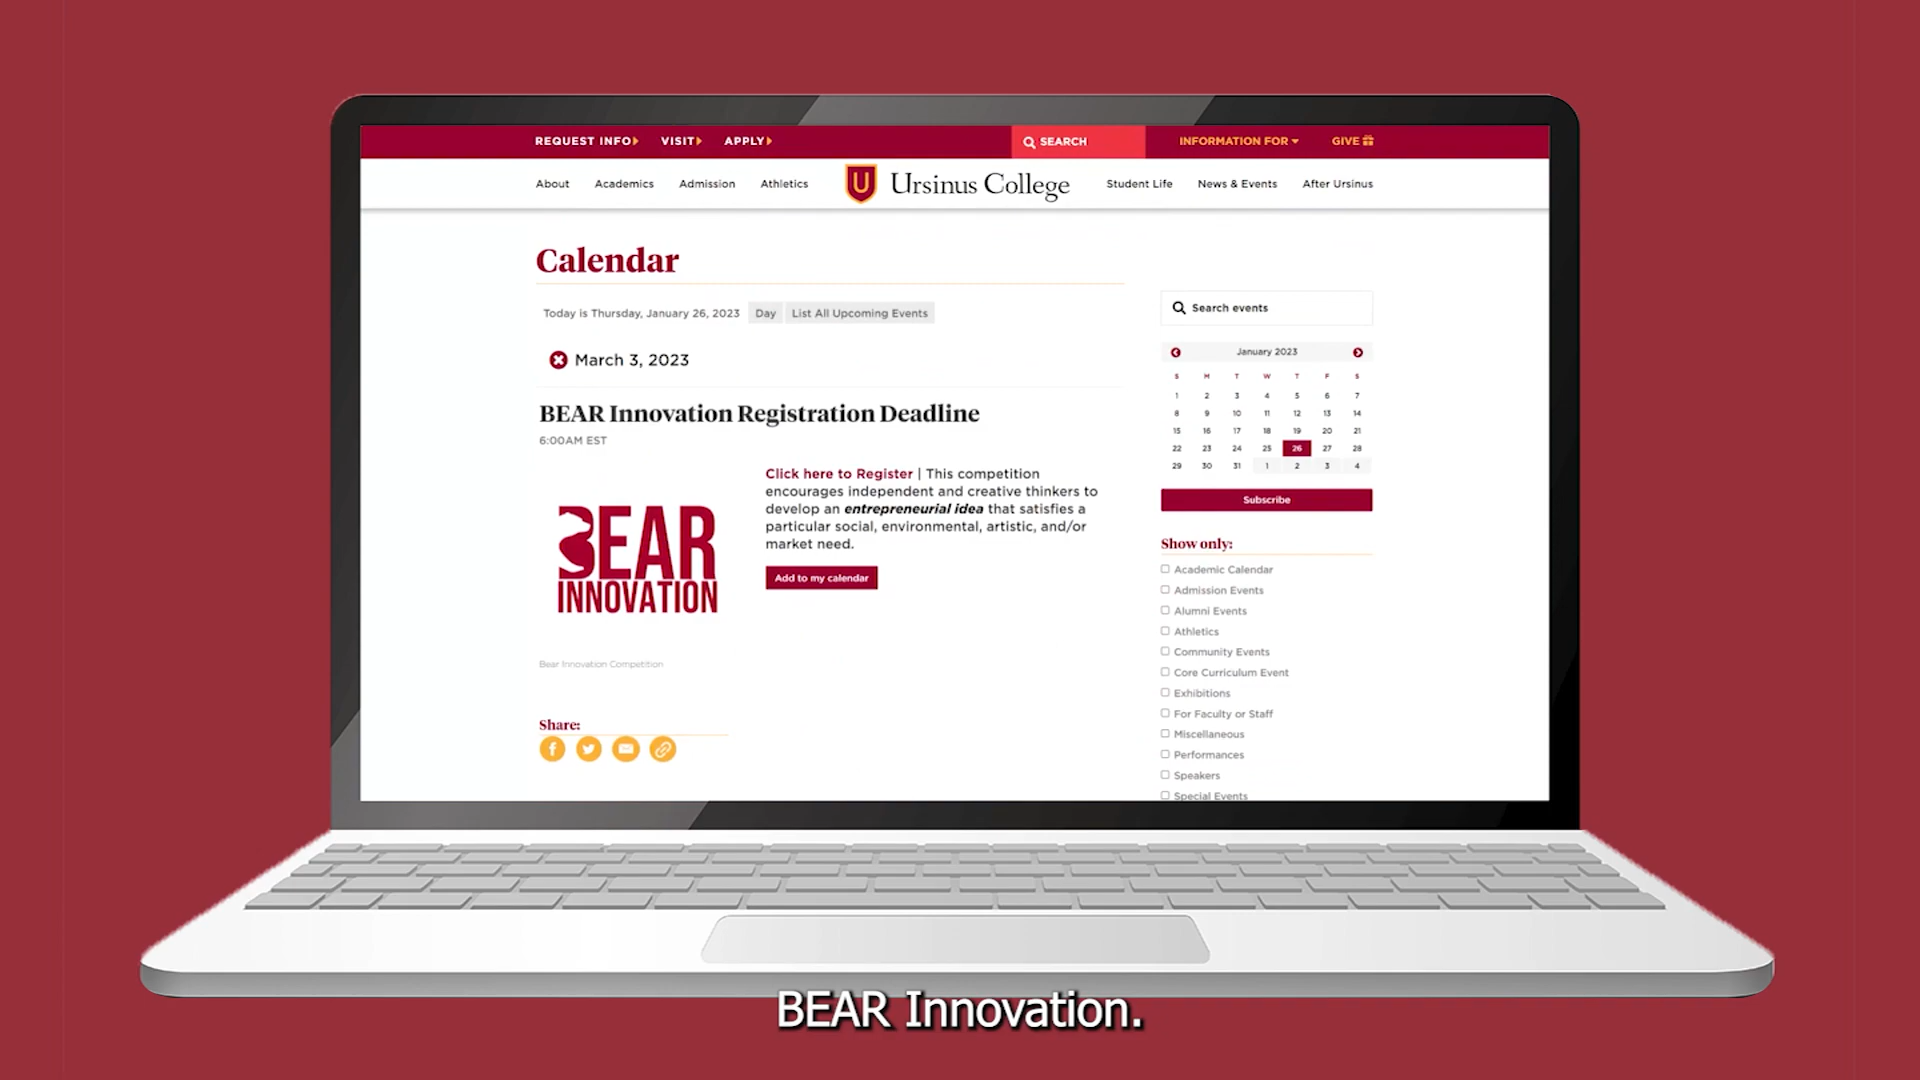 REQUEST INFO VISIT APPLY SEARCH INFORMATION FOR GIVE
About Academics Admission Athletics Ursinus College Student Life News & Events After Ursinus
U
Calendar
Today is Thursday, January 26, 2023 Day List All Upcoming Events
March 3, 2023
BEAR Innovation Registration Deadline
6:00AM EST
Click here to Register | This competition
encourages independent and creative thinkers to
develop an entrepreneurial idea that satisfies a
particular social, environmental, artistic, and/or
market need.
Add to my calendar
BEAR
INNOVATION
Bear Innovation Competition
Share:
Search events
January 2023
S M T W T F S
1 2 3 4 5 6 7
8 9 10 11 12 13 14
15 16 17 18 19 20 21
22 23 24 25 26 27 28
29 30 31 1 2 3 4
Subscribe
Show only:
Academic Calendar
Admission Events
Alumni Events
Athletics
Community Events
Core Curriculum Event
Exhibitions
For Faculty or Staff
Miscellaneous
Performances
Speakers
Special Events
BEAR Innovation.